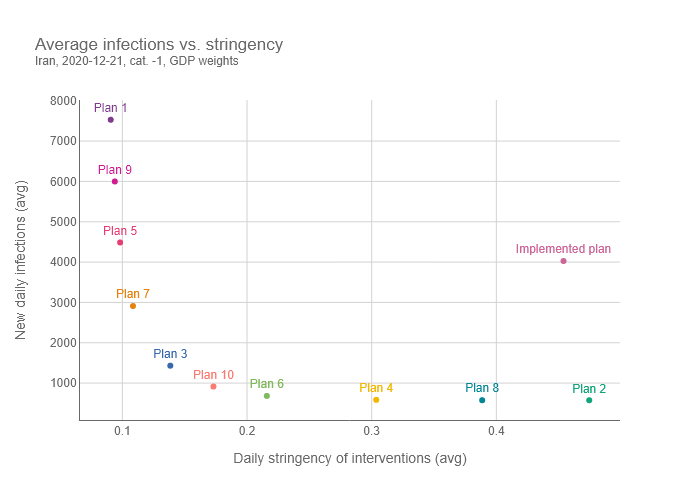 Average infections vs. stringency
Iran, 2020-12-21, cat. -1, GDP weights
New daily infections (avg)
8000
7000
6000
5000
4000
3000
2000
1000
Plan 1
Plan 9
Plan 5
Implemented plan
Plan 7
Plan 3
Plan 10
Plan 6
Plan 4
Plan 8
Plan 2
0.1
0.2
0.3
0.4
Daily stringency of interventions (avg)